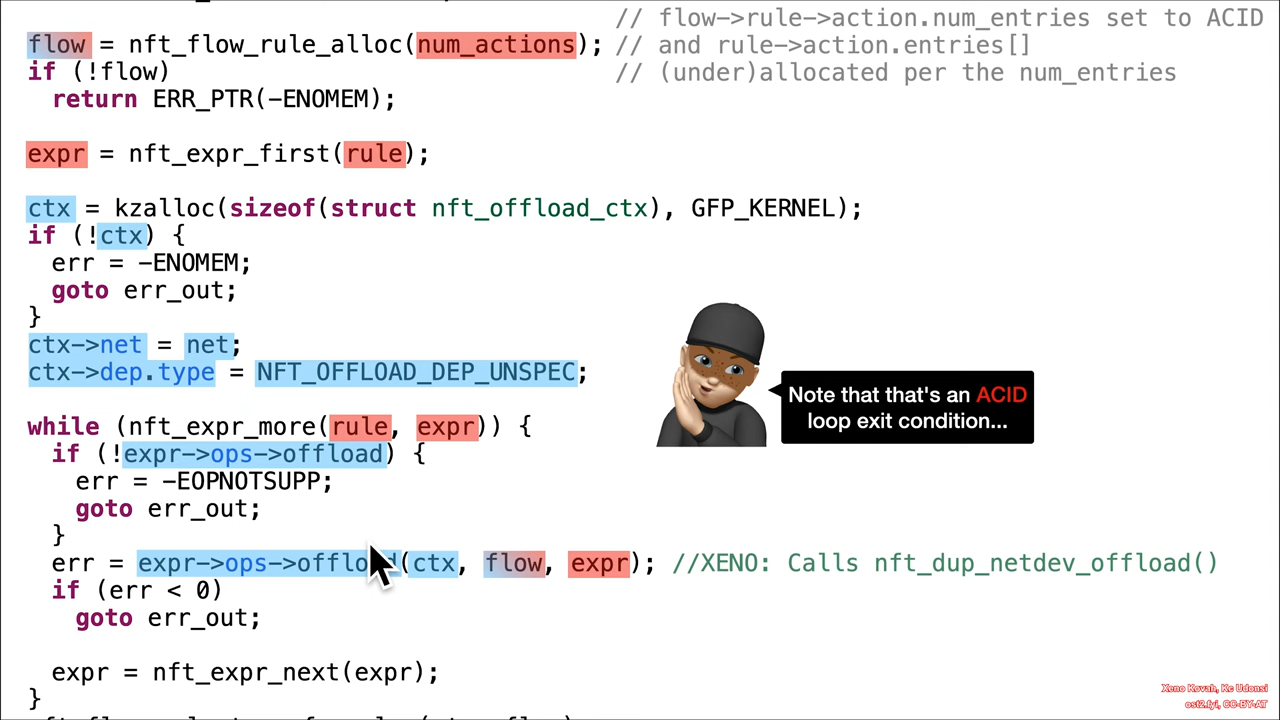 // flow->rule->action.num_entries set to ACID
flow = nft_flow_rule_alloc(num_actions); // and rule->action.entries[]
if (!flow) // (under)allocated per the num_entries
return ERR_PTR(-ENOMEM);
expr = nft_expr_first(rule);
ctx = kzalloc(sizeof(struct nft_offload_ctx), GFP_KERNEL);
if (!ctx) {
err = -ENOMEM;
goto err_out;
}
ctx->net = net;
ctx->dep.type = NFT_OFFLOAD_DEP_UNSPEC;
Note that that's an ACID
loop exit condition...
while (nft_expr_more(rule, expr)) {
if (!expr->ops->offload) {
err = -EOPNOTSUPP;
goto err_out;
}
err = expr->ops->offload(ctx, flow, expr); //XENO: Calls nft_dup_netdev_offload()
if (err < 0)
goto err_out;
expr = nft_expr_next(expr);
}
Xeno Kovah, Kc Udonsi
ost2.fyi, CC-BY-AT